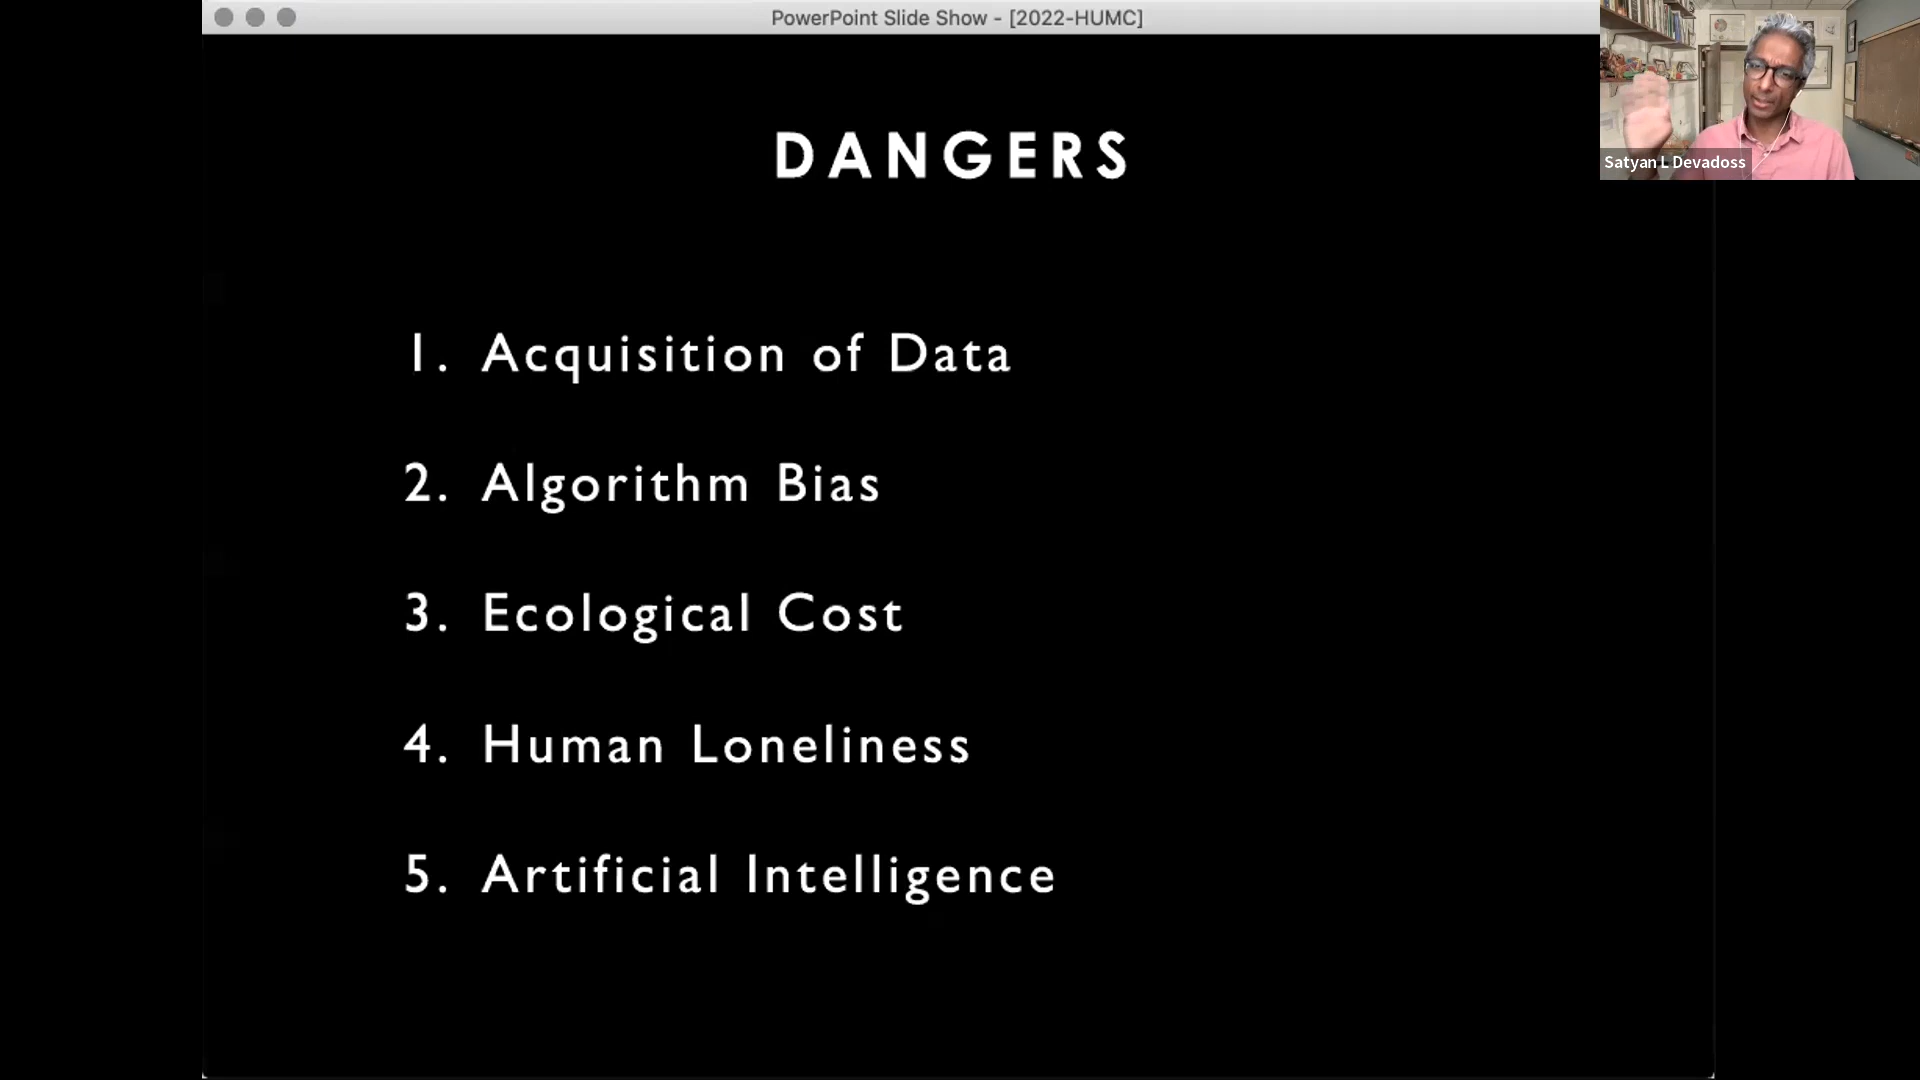 PowerPoint Slide Show - [2022-HUMC]
DANGERS
1. Acquisition of Data
2. Algorithm Bias
3. Ecological Cost
4. Human Loneliness
5. Artificial Intelligence
Satyan L Devadoss